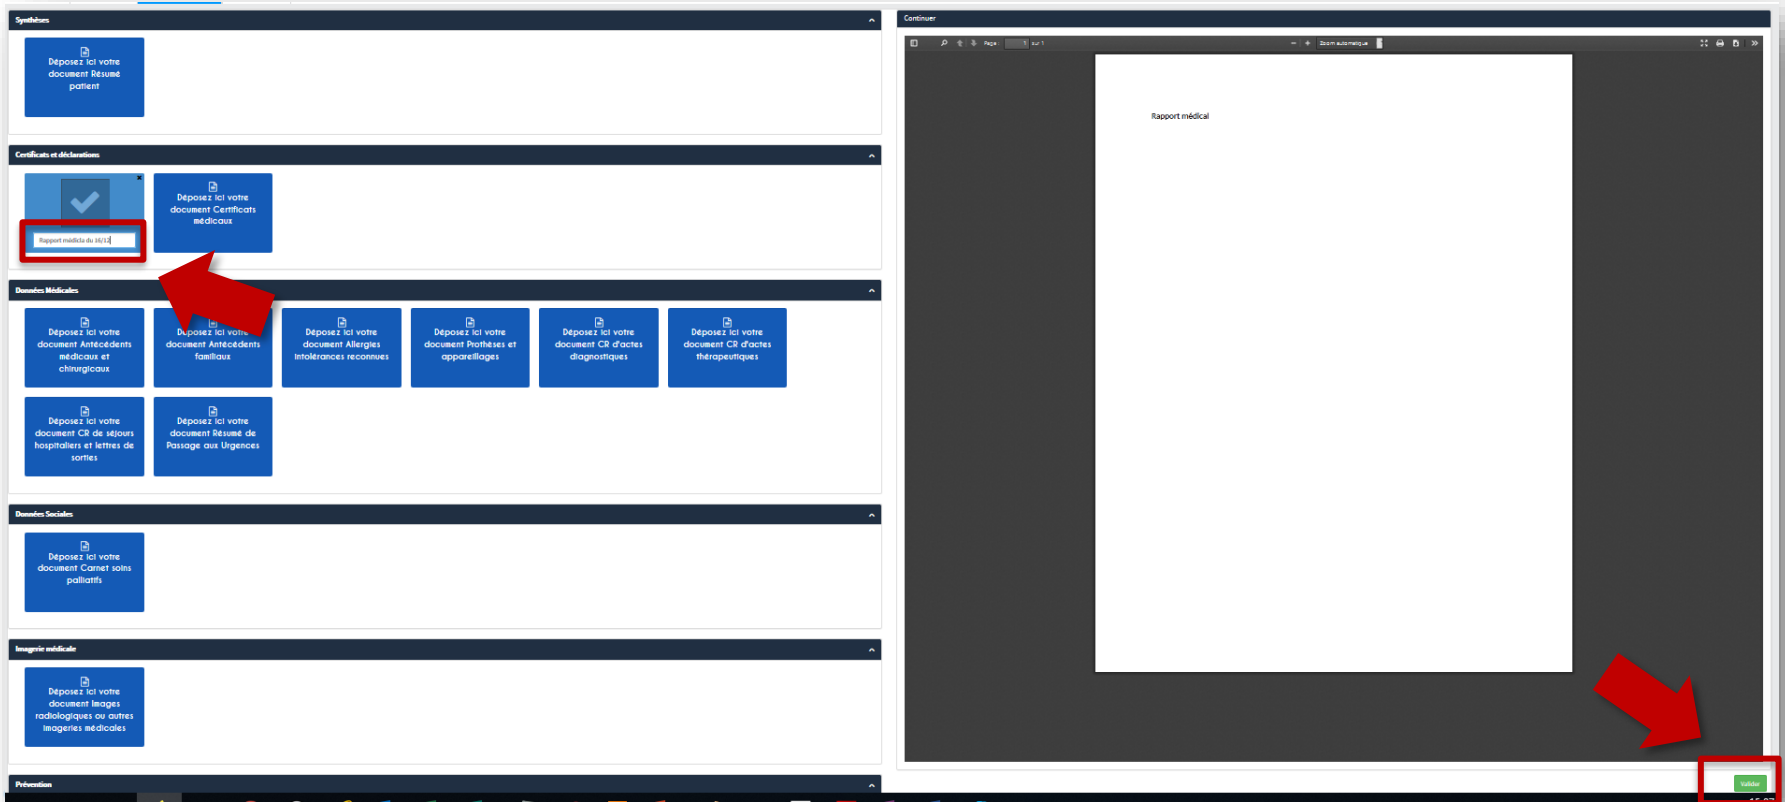 Synthèses
Déposez ici votre
document Résumé
patient
Certificats et déclarations
Rapport médicla du 18/12
Déposez ici votre
document Certificats
médicaux
Données Médicales
Déposez ici votre
document Antécédents
médicaux et
chirurgicaux
Déposez ici votre
document Antécédents
familiaux
Déposez ici votre
document Allergies
intolérances reconnues
Déposez ici votre
document Prothèses et
appareillages
Déposez ici votre
document CR d'actes
diagnostiques
Déposez ici votre
document CR d'actes
thérapeutiques
Déposez ici votre
document CR de séjours
hospitaliers et lettres de
sorties
Déposez ici votre
document Résumé de
Passage aux Urgences
Données Sociales
Déposez ici votre
document Carnet soins
palliatifs
Imagerie médicale
Déposez ici votre
document Images
radiologiques ou autres
imageries médicales
Prévention
Continuer
Page : 1 sur 1
Zoom automatique
Rapport médical
Valider